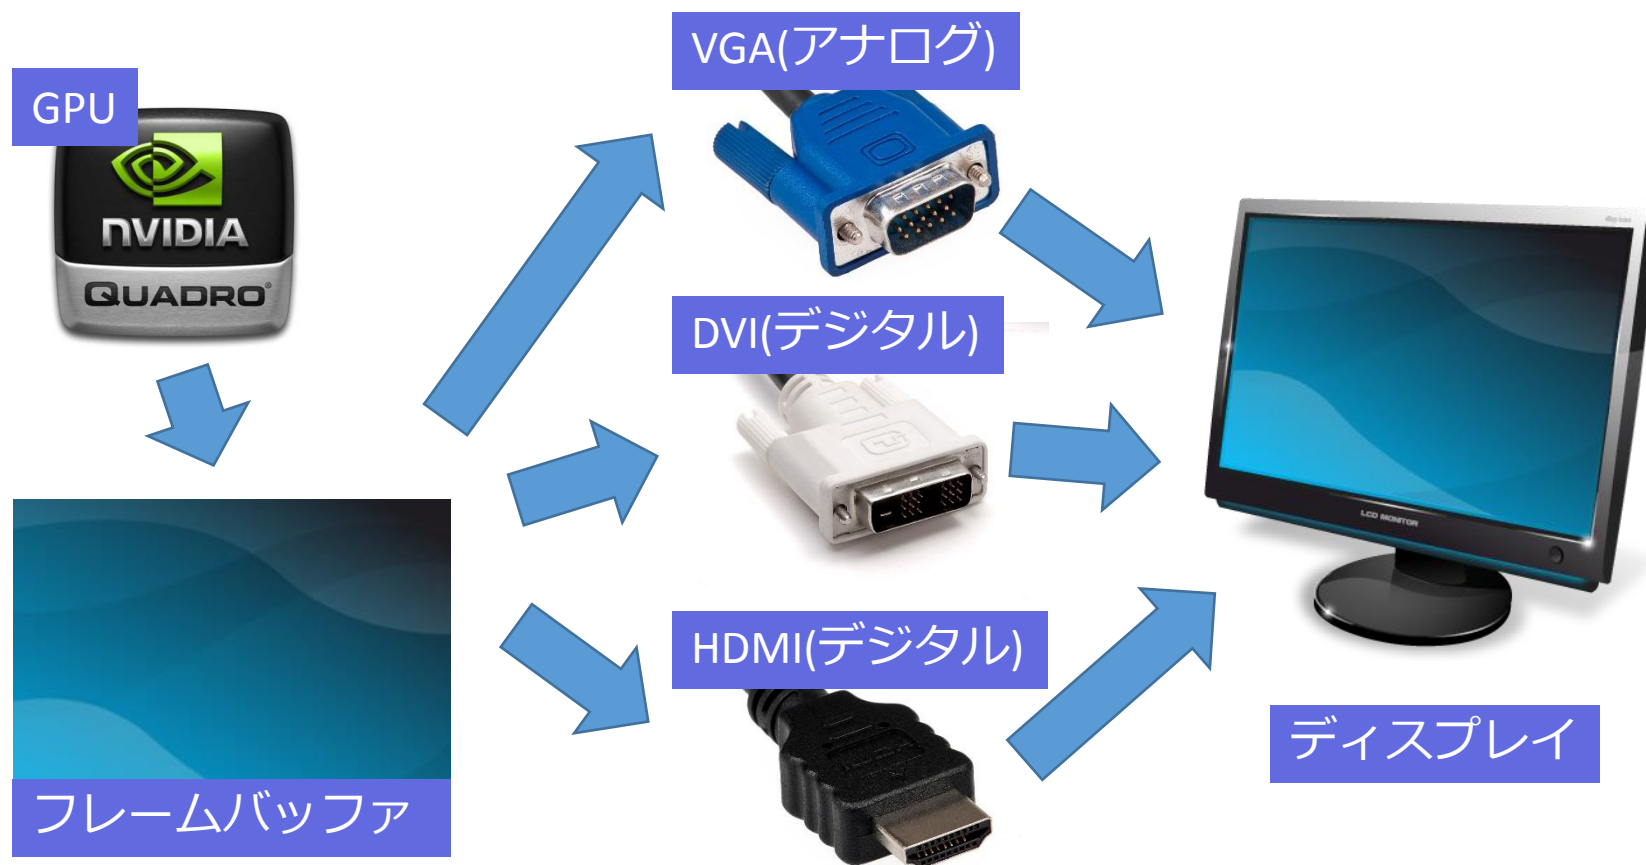 VGA(アナログ)
GPU
NVIDIA
QUADRO®
DVI(デジタル)
LCD MONITOR
HDMI(デジタル)
ディスプレイ
フレームバッファ